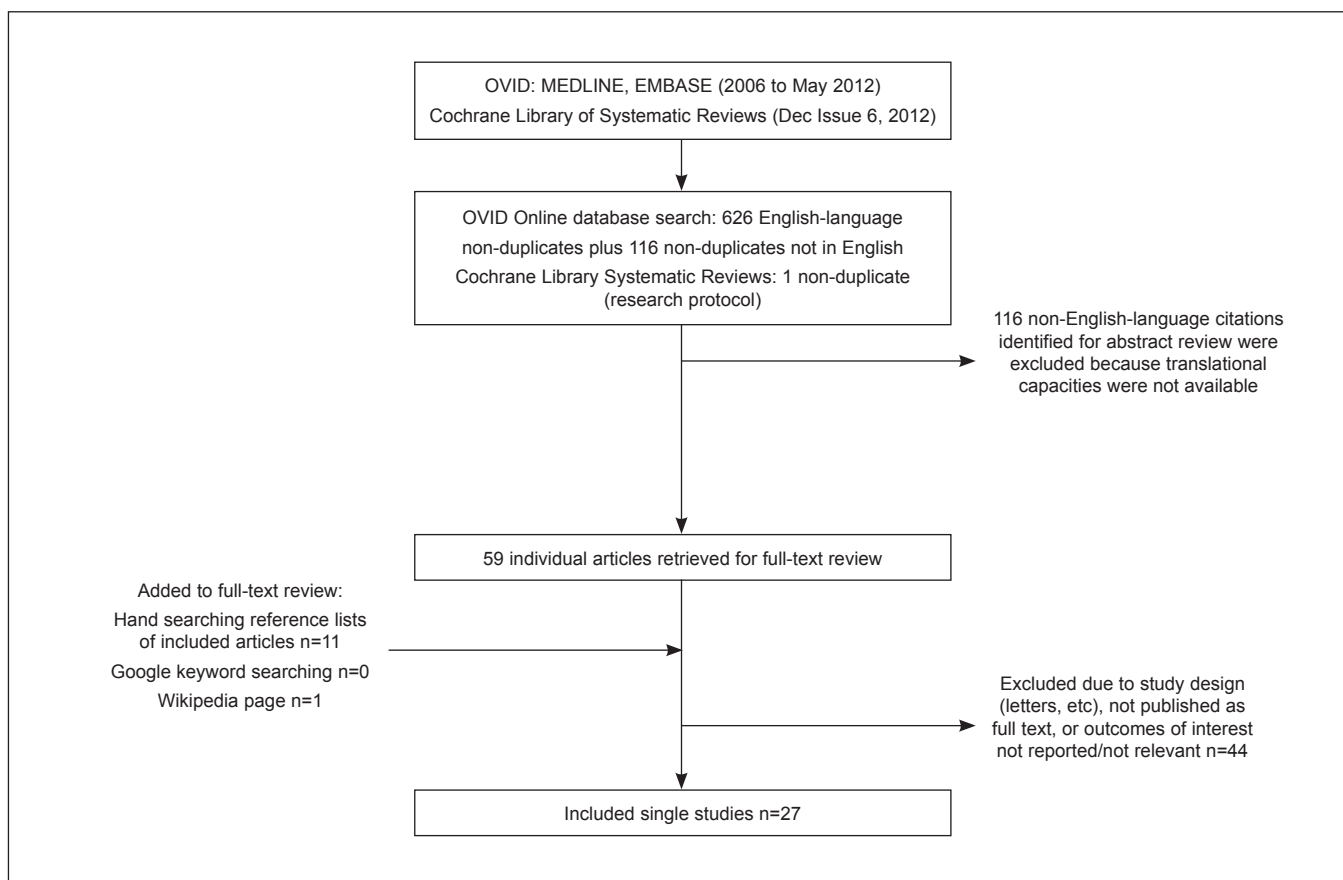 OVID: MEDLINE, EMBASE (2006 to May 2012)
Cochrane Library of Systematic Reviews (Dec Issue 6, 2012)
OVID Online database search: 626 English-language
non-duplicates plus 116 non-duplicates not in English
Cochrane Library Systematic Reviews: 1 non-duplicate
(research protocol)
116 non-English-language citations
identified for abstract review were
excluded because translational
capacities were not available
59 individual articles retrieved for full-text review
Added to full-text review:
Hand searching reference lists
of included articles n=11
Google keyword searching n=0
Wikipedia page n=1
Excluded due to study design
(letters, etc), not published as
full text, or outcomes of interest
not reported/not relevant n=44
Included single studies n=27